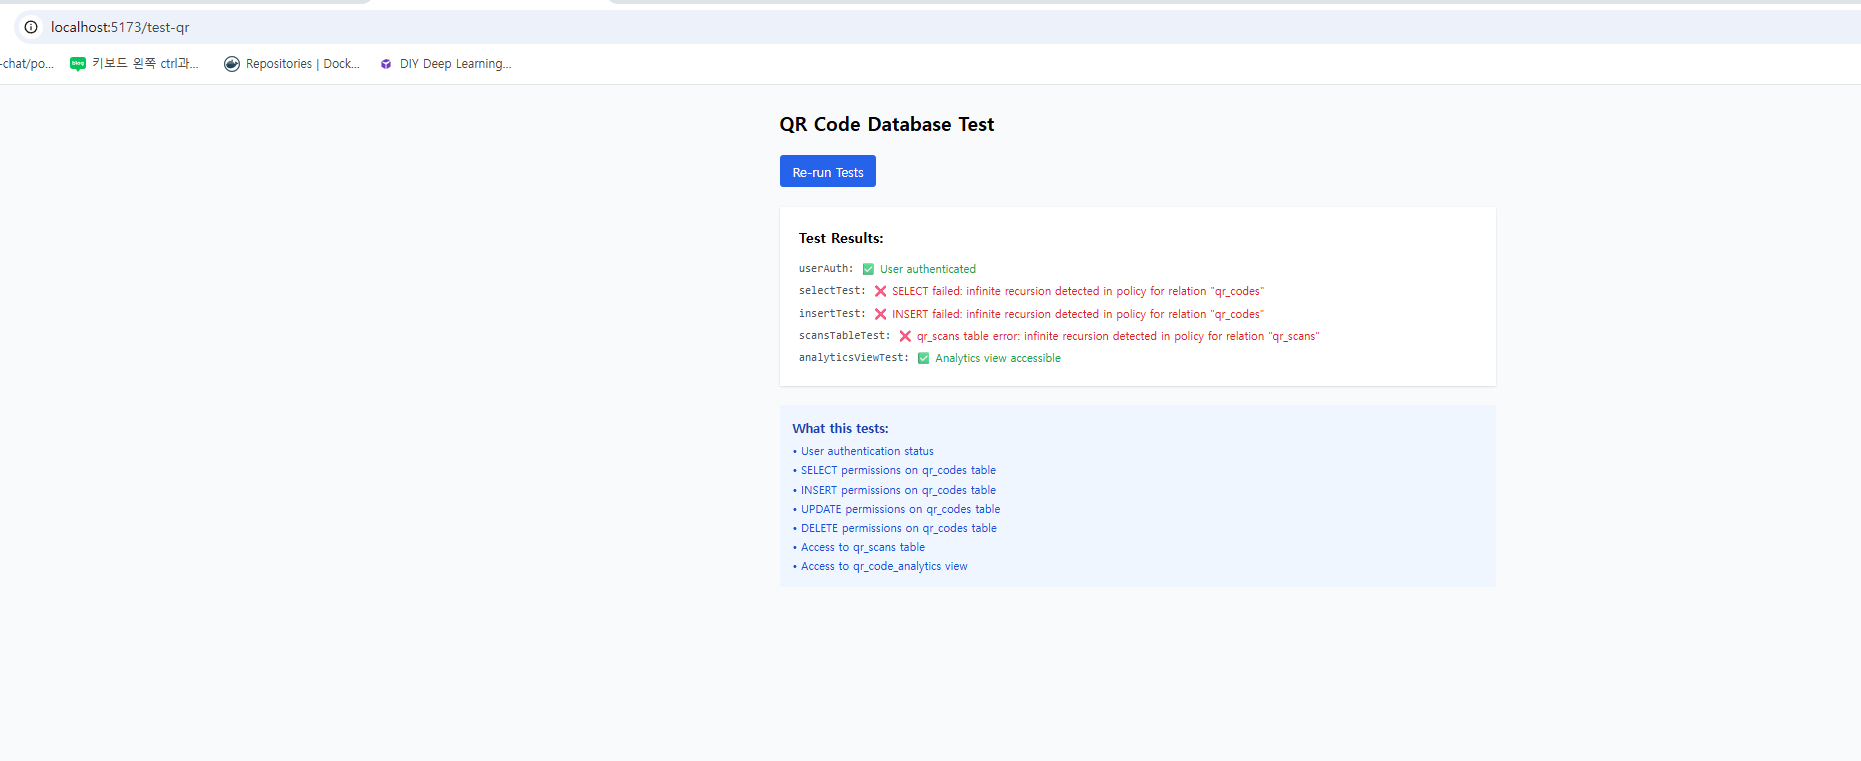 localhost:5173/test-qr
-chat/po...
blog
키보드 왼쪽 ctrl과...
Repositories | Dock...
DIY Deep Learning...
QR Code Database Test
Re-run Tests
Test Results:
userAuth: ✅ User authenticated
selectTest: ❌ SELECT failed: infinite recursion detected in policy for relation "qr_codes"
insertTest: ❌ INSERT failed: infinite recursion detected in policy for relation "qr_codes"
scansTableTest: ❌ qr_scans table error: infinite recursion detected in policy for relation "qr_scans"
analyticsViewTest: ✅ Analytics view accessible
What this tests:
• User authentication status
• SELECT permissions on qr_codes table
• INSERT permissions on qr_codes table
• UPDATE permissions on qr_codes table
• DELETE permissions on qr_codes table
• Access to qr_scans table
• Access to qr_code_analytics view